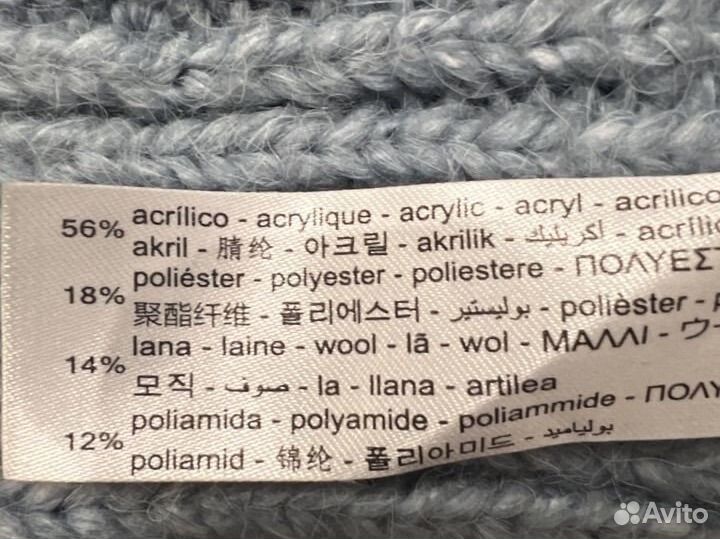 56% acrílico - acrylique - acrylic - acryl - acrilico
akril - 腈纶 - 아크릴 - akrilik - أكريليك - acrílic
18% poliéster - polyester - poliestere - ΠΟΛΥΕΣΤ
聚酯纤维 - 폴리에스터 - بوليستير - polièster -
14% lana - laine - wool - lã - wol - ΜΑΛΛΙ - ウ
모직 - صوف - la - llana - artilea
12% poliamida - polyamide - poliammide - ΠΟΛΥ
poliamid - 锦纶 - 폴리아미드 - بولياميد
Avito